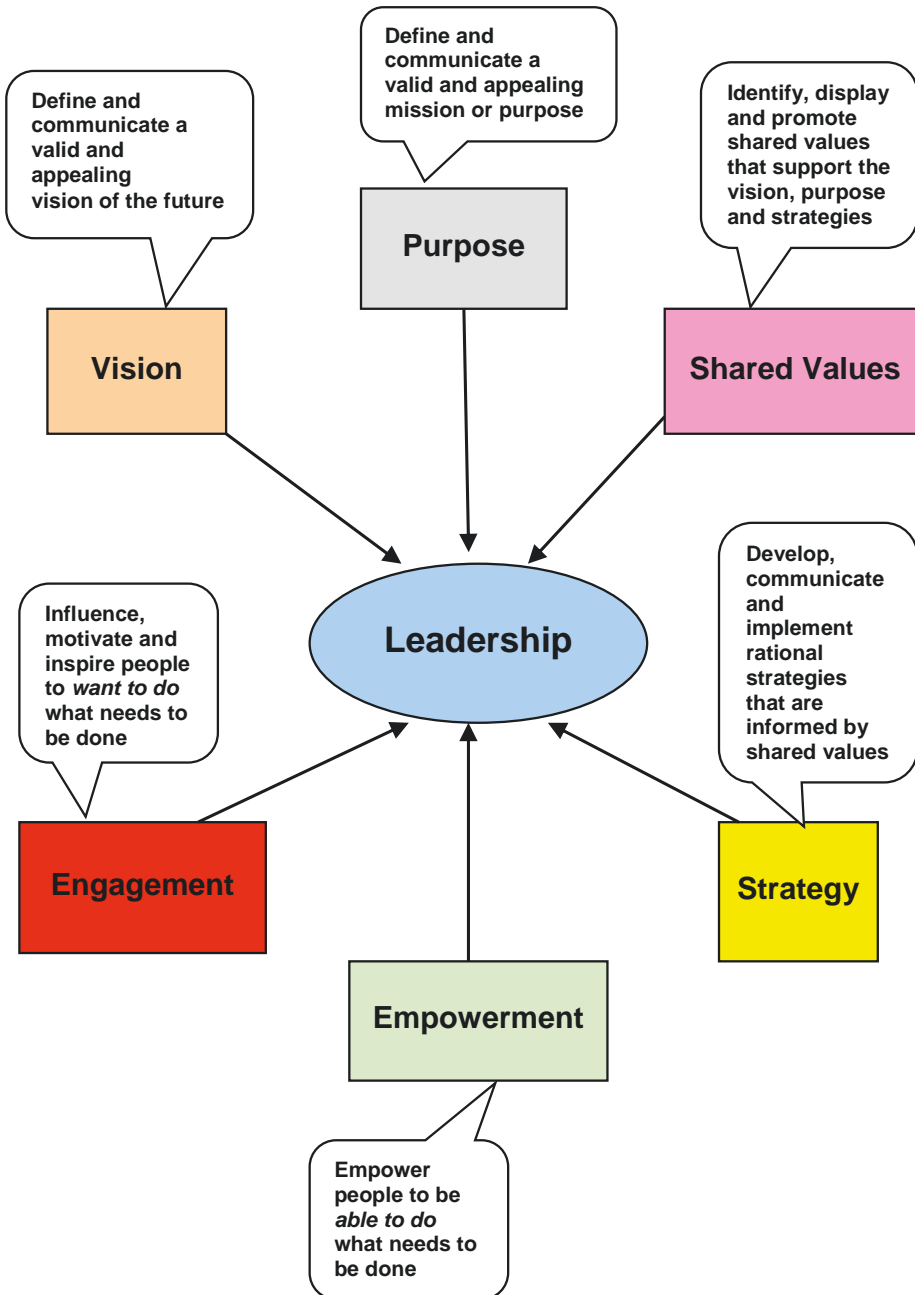 Define and
communicate a
valid and appealing
mission or purpose
Define and
communicate a
valid and
appealing
vision of the future
Identify, display
and promote
shared values
that support the
vision, purpose
and strategies
Purpose
Vision
Shared Values
Leadership
Influence,
motivate and
inspire people
to want to do
what needs to
be done
Develop,
communicate
and
implement
rational
strategies
that are
informed by
shared values
Engagement
Strategy
Empowerment
Empower
people to be
able to do
what needs to
be done